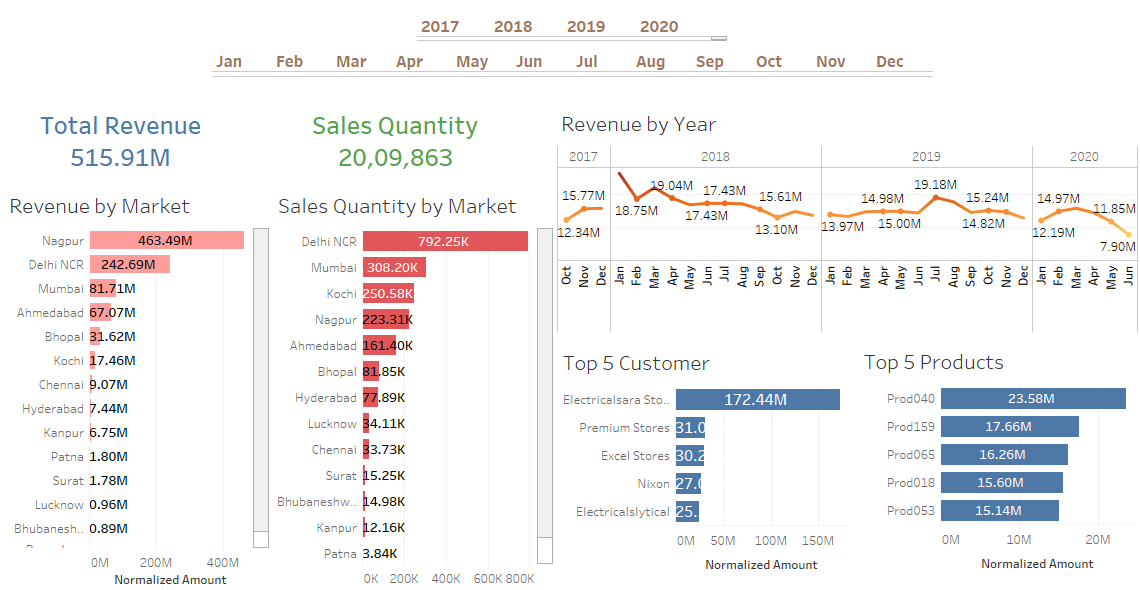 2017 2018 2019 2020
Jan Feb Mar Apr May Jun Jul Aug Sep Oct Nov Dec
Total Revenue
515.91M
Sales Quantity
20,09,863
Revenue by Market
Nagpur 463.49M
Delhi NCR 242.69M
Mumbai 81.71M
Ahmedabad 67.07M
Bhopal 31.62M
Kochi 17.46M
Chennai 9.07M
Hyderabad 7.44M
Kanpur 6.75M
Patna 1.80M
Surat 1.78M
Lucknow 0.96M
Bhubanesh.. 0.89M
0M 200M 400M
Normalized Amount
Sales Quantity by Market
Delhi NCR 792.25K
Mumbai 308.20K
Kochi 250.58K
Nagpur 223.31K
Ahmedabad 161.40K
Bhopal 81.85K
Hyderabad 77.89K
Lucknow 34.11K
Chennai 33.73K
Surat 15.25K
Bhubaneshw.. 14.98K
Kanpur 12.16K
Patna 3.84K
0K 200K 400K 600K 800K
Revenue by Year
2017 2018 2019 2020
15.77M 19.04M 17.43M 15.61M 14.98M 19.18M 15.24M 14.97M 11.85M
12.34M 18.75M 17.43M 13.10M 13.97M 15.00M 14.82M 12.19M 7.90M
Oct Nov Dec Jan Feb Mar Apr May Jun Jul Aug Sep Oct Nov Dec Jan Feb Mar Apr May Jun Jul Aug Sep Oct Nov Dec Jan Feb Mar Apr May Jun
Top 5 Customer
Electricalsara Sto.. 172.44M
Premium Stores 31.0
Excel Stores 30.2
Nixon 27.0
Electricalslytical 25.
0M 50M 100M 150M
Normalized Amount
Top 5 Products
Prod040 23.58M
Prod159 17.66M
Prod065 16.26M
Prod018 15.60M
Prod053 15.14M
0M 10M 20M
Normalized Amount